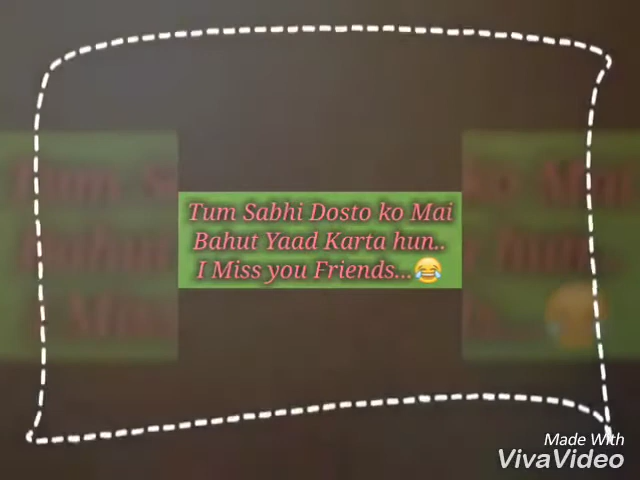 Tum Sabhi Dosto ko Mai
Bahut Yaad Karta hun..
I Miss you Friends...😂
Made With
VivaVideo